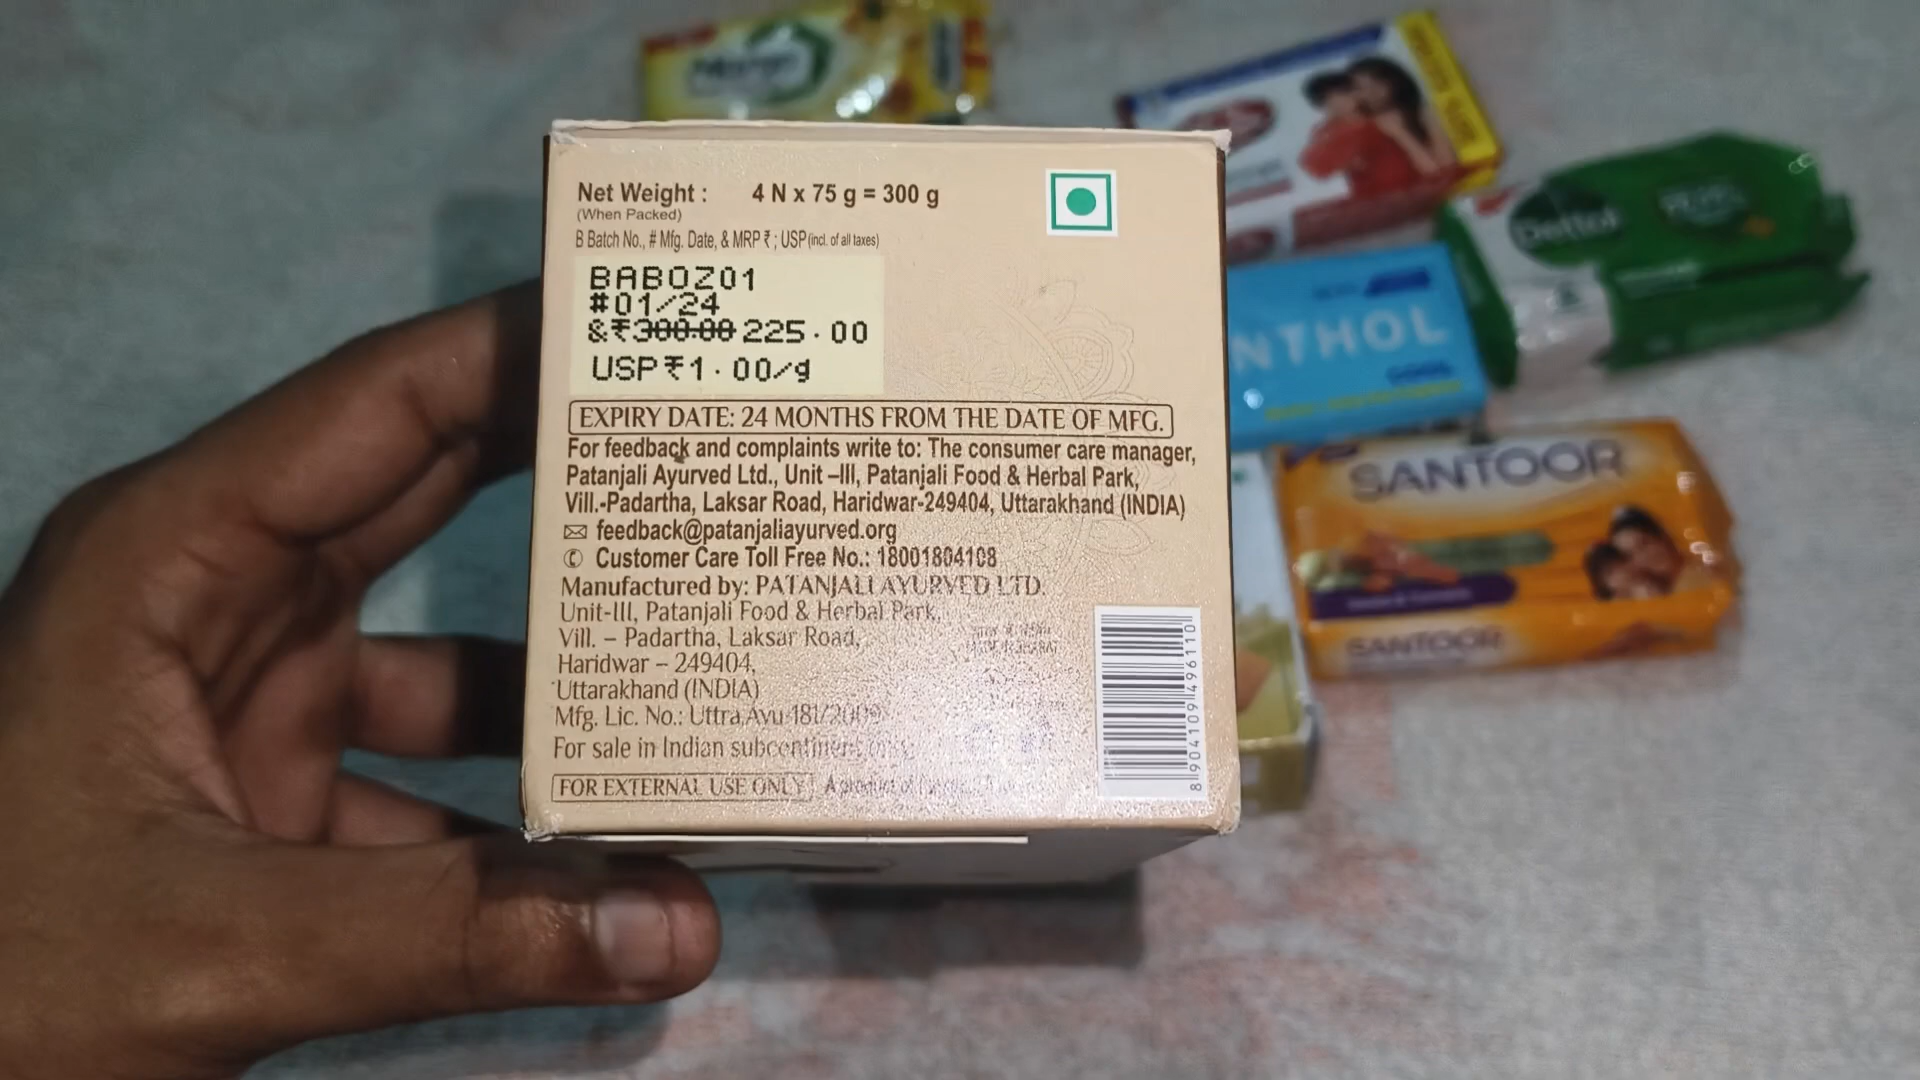 Net Weight : 4 N x 75 g = 300 g
(When Packed)
B Batch No., # Mfg. Date, & MRP ₹ ; USP (incl. of all taxes)
BABOZ01
#01/24
&₹300.00 225.00
USP₹1.00/g
EXPIRY DATE: 24 MONTHS FROM THE DATE OF MFG.
For feedback and complaints write to: The consumer care manager,
Patanjali Ayurved Ltd., Unit –III, Patanjali Food & Herbal Park,
Vill.-Padartha, Laksar Road, Haridwar-249404, Uttarakhand (INDIA)
feedback@patanjaliayurved.org
Customer Care Toll Free No.: 18001804108
Manufactured by: PATANJALI AYURVED LTD.
Unit-III, Patanjali Food & Herbal Park,
Vill. – Padartha, Laksar Road,
Haridwar – 249404,
Uttarakhand (INDIA)
Mfg. Lic. No.: Uttra.Ayu-181/2009
For sale in Indian subcontinent
FOR EXTERNAL USE ONLY A product of
8904109496110
Dettol
NTHOL
SANTOOR
SANTOOR